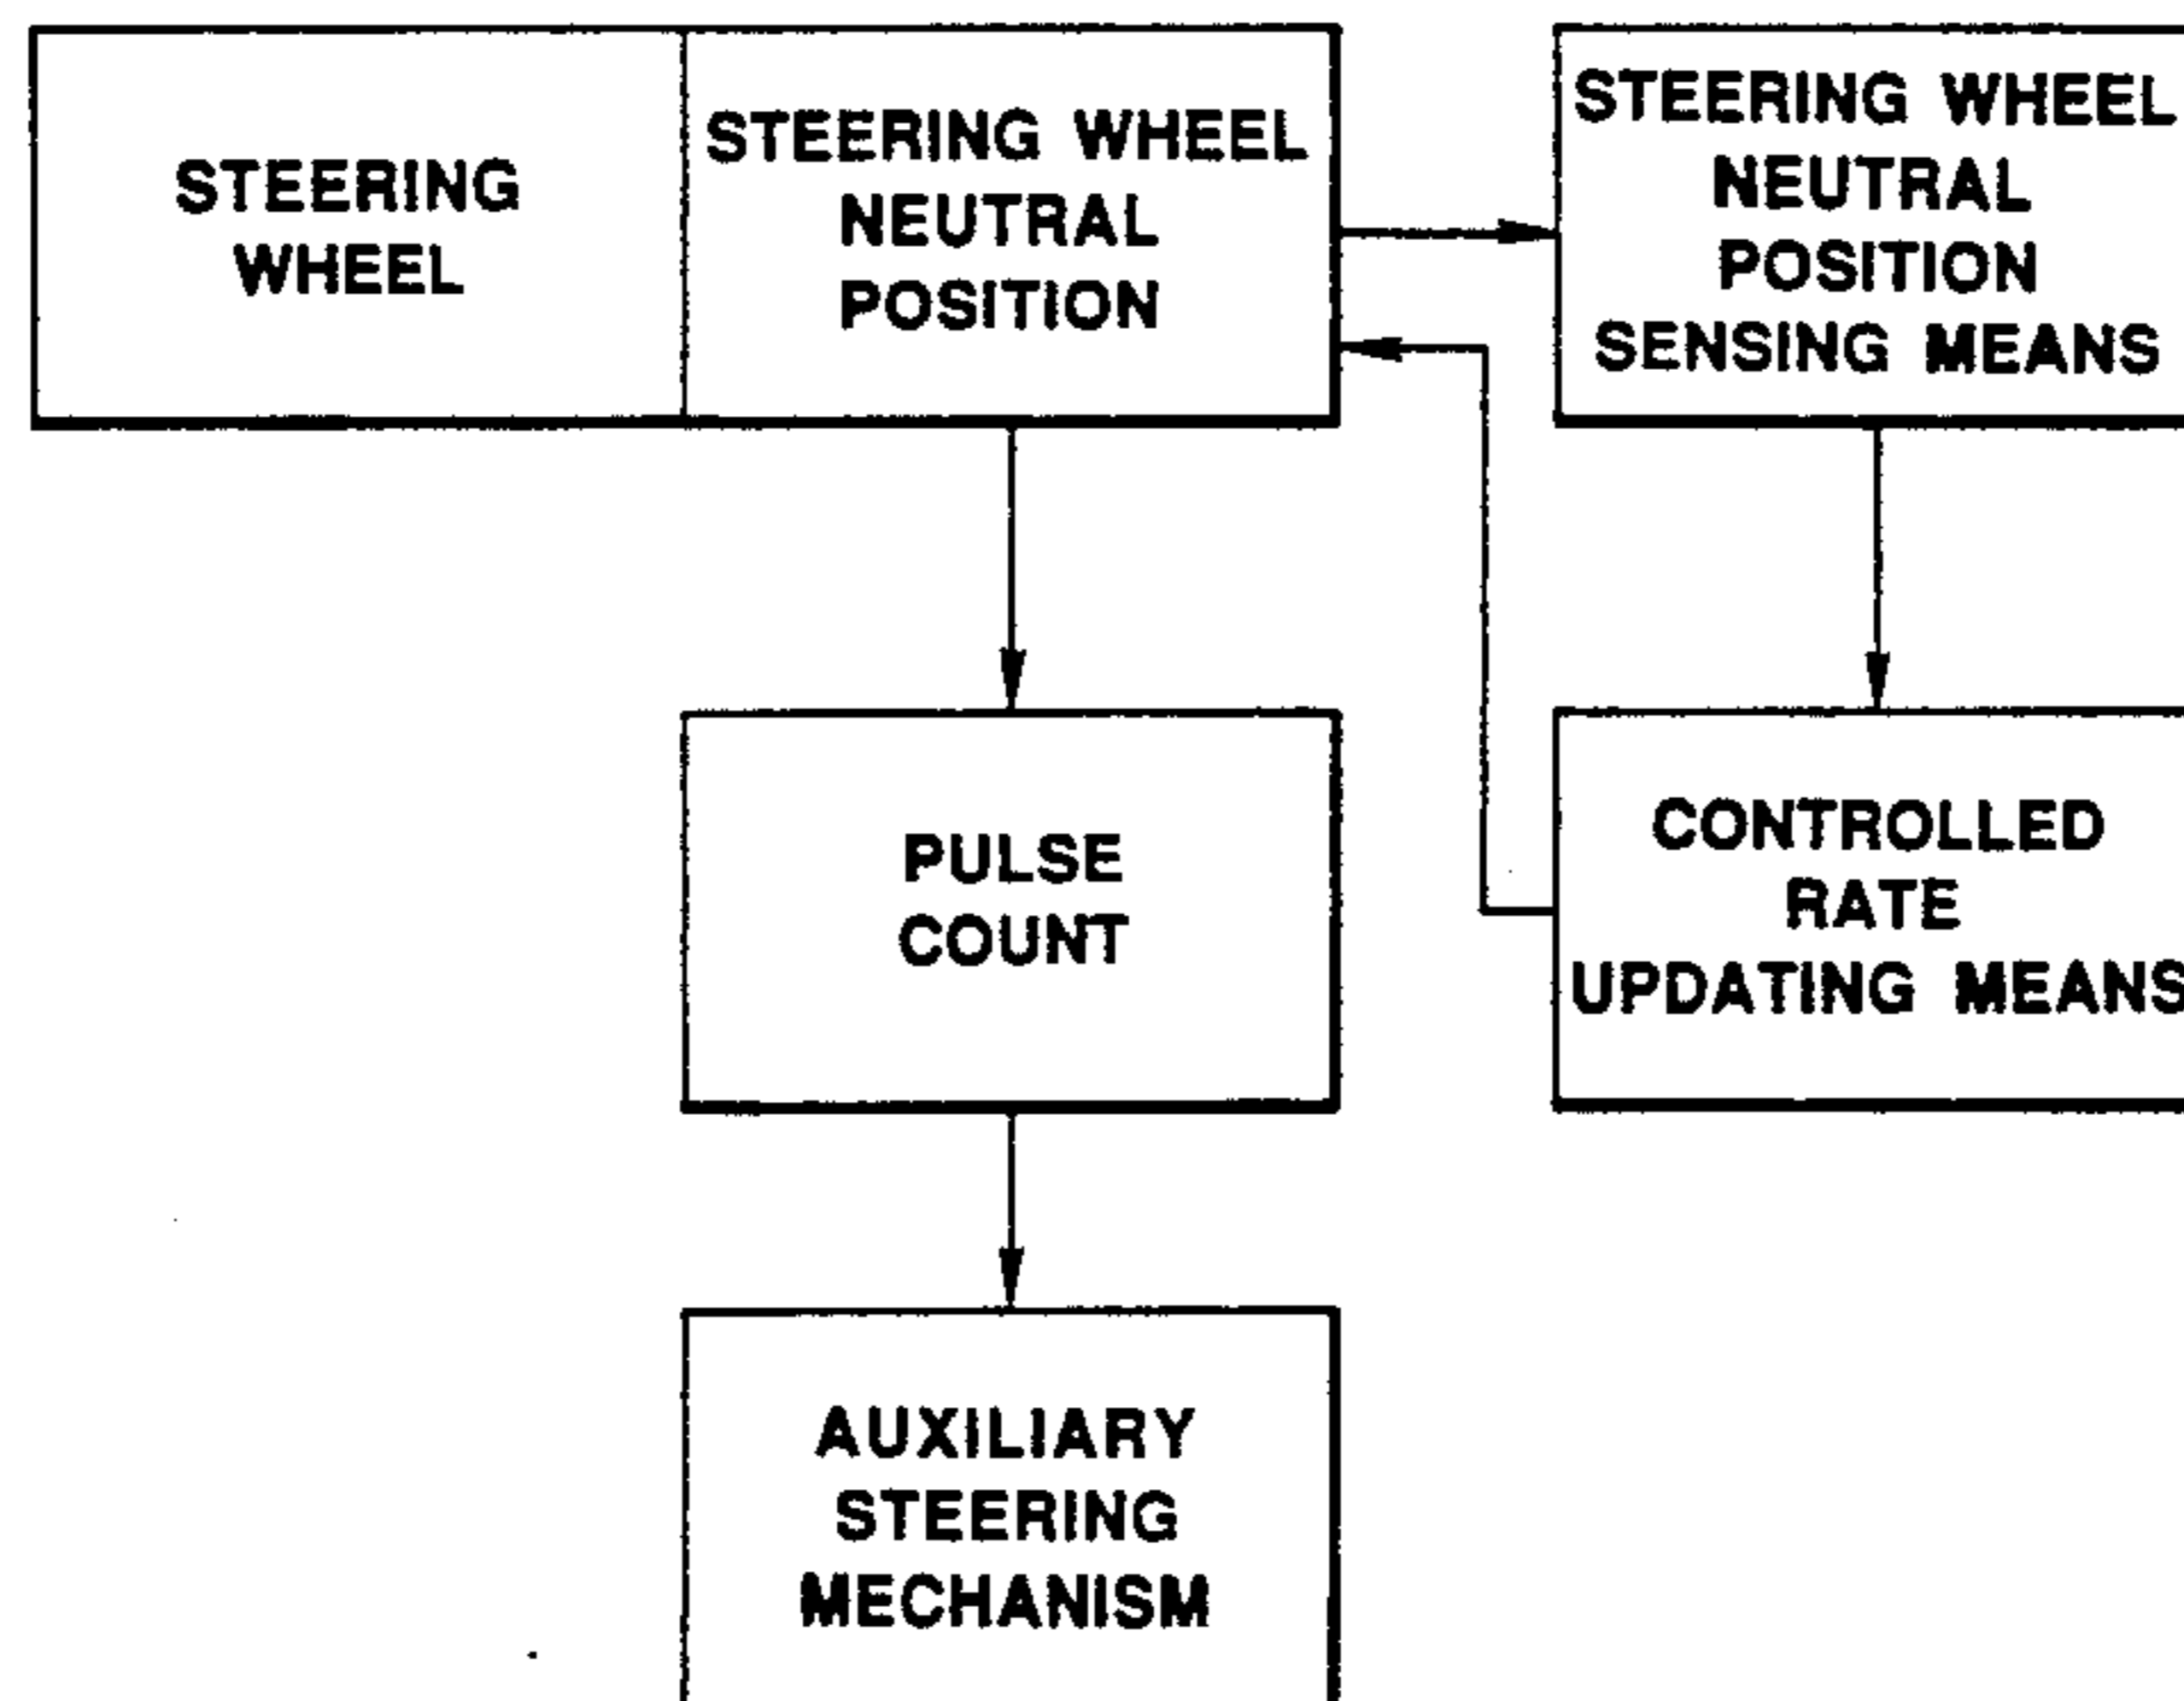 STEERING
WHEEL
STEERING WHEEL
NEUTRAL
POSITION
STEERING WHEEL
NEUTRAL
POSITION
SENSING MEANS
PULSE
COUNT
CONTROLLED
RATE
UPDATING MEANS
AUXILIARY
STEERING
MECHANISM